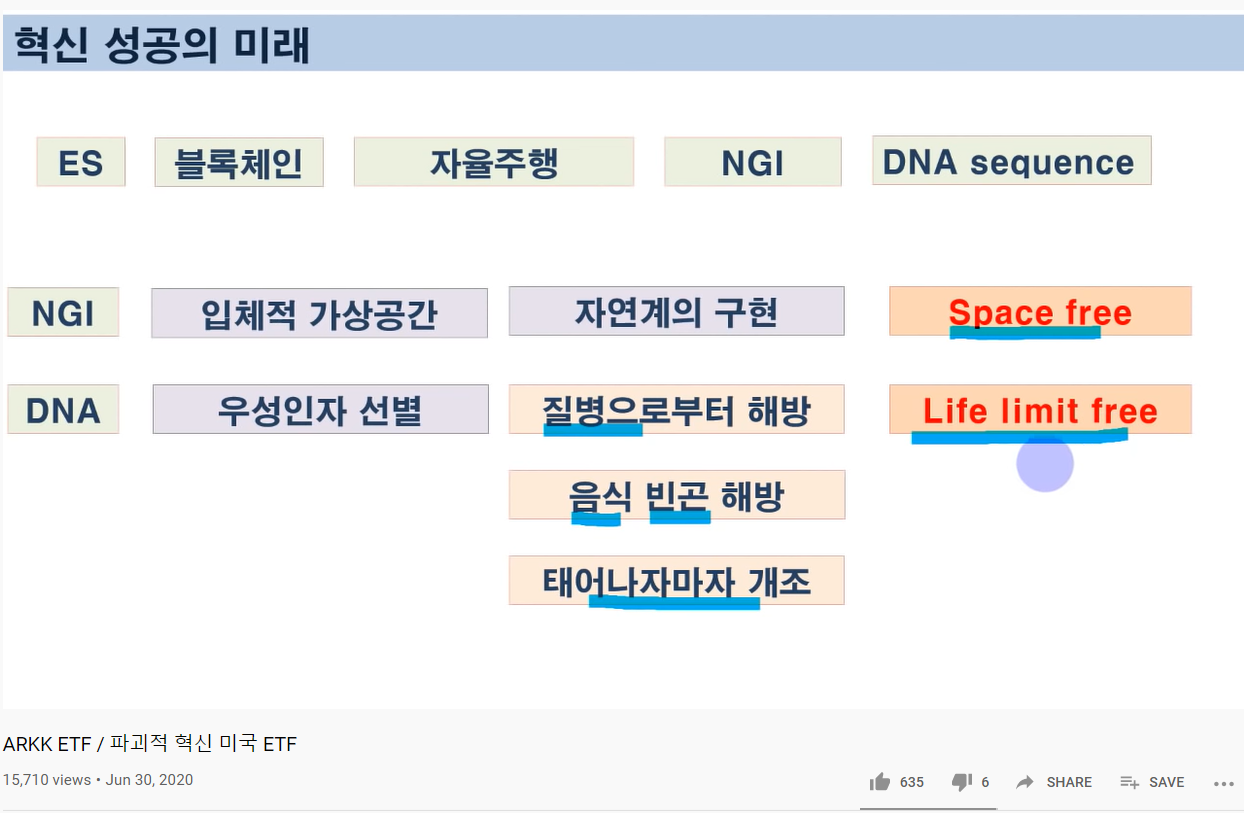 혁신 성공의 미래
ES 블록체인 자율주행 NGI DNA sequence
NGI 입체적 가상공간 자연계의 구현 Space free
DNA 우성인자 선별 질병으로부터 해방 Life limit free
음식 빈곤 해방
태어나자마자 개조
ARKK ETF / 파괴적 혁신 미국 ETF
15,710 views • Jun 30, 2020
635 6 SHARE SAVE